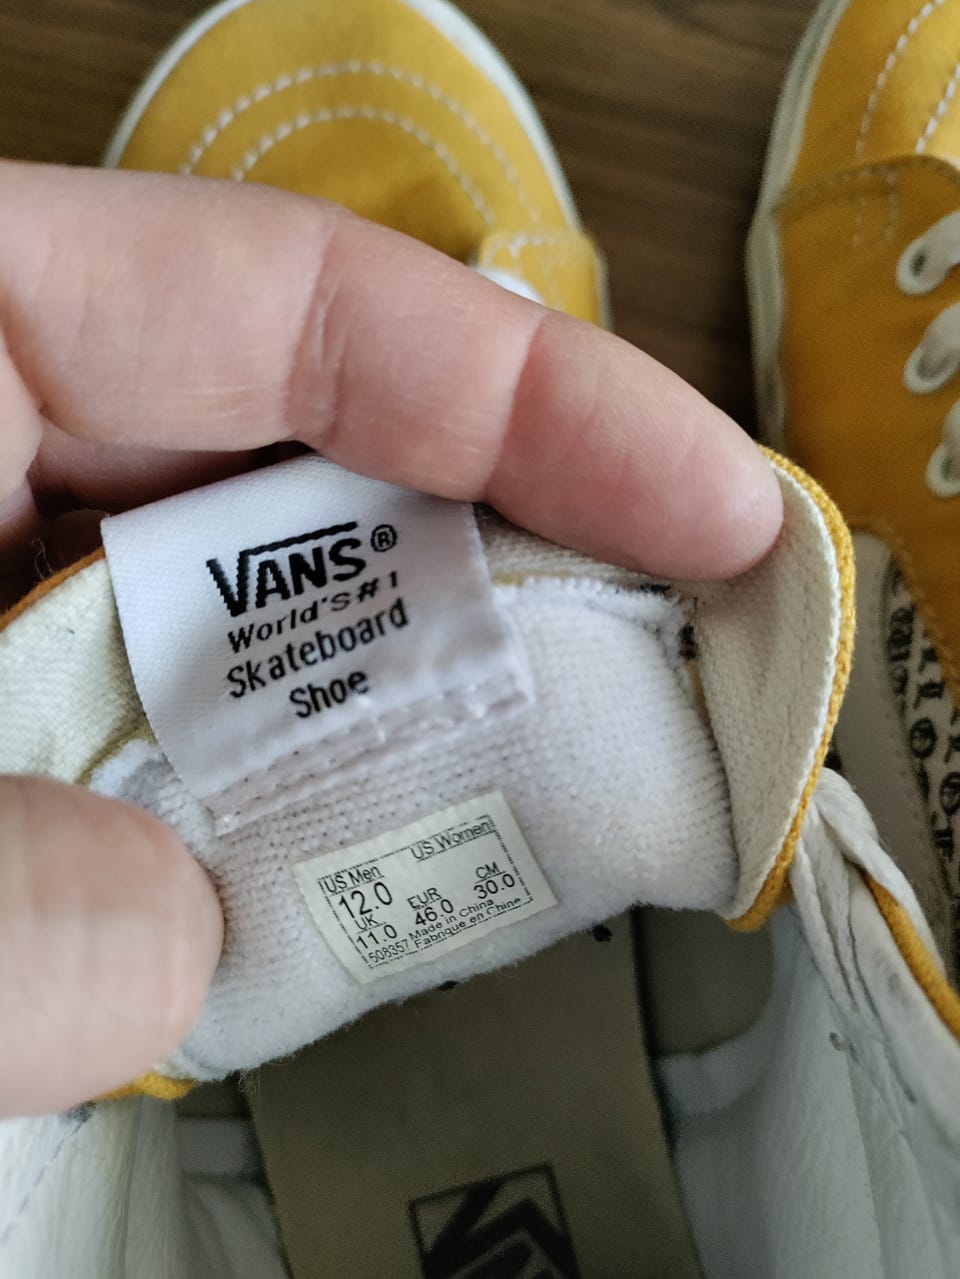 VANS®
World's #1
Skateboard
Shoe
US Men US Women
12.0
UK EUR CM
11.0 46.0 30.0
508357 Made in China
Fabriqué en Chine